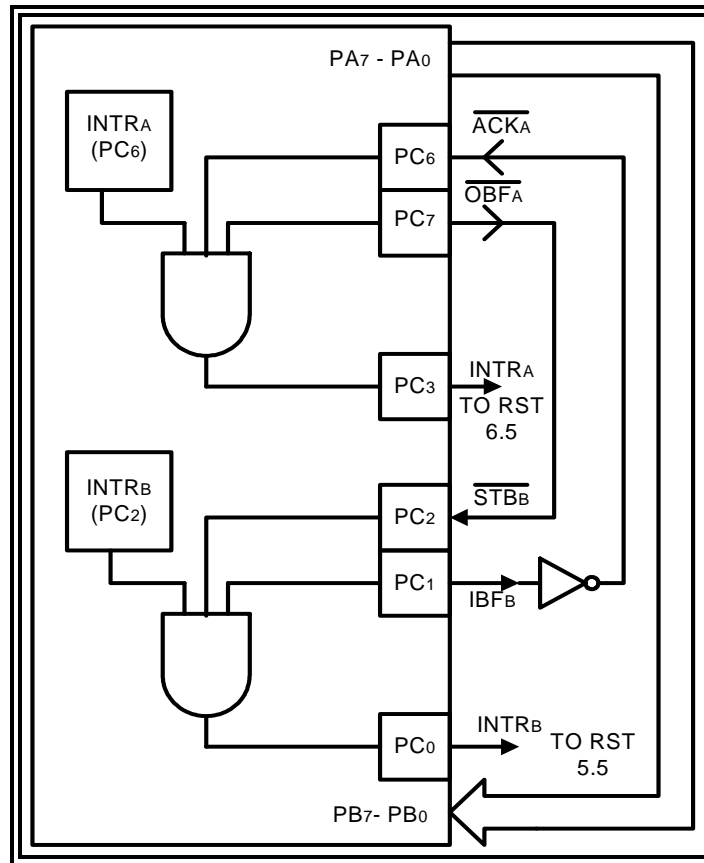 PA7 - PA0
INTRA
(PC6)
ACKA
PC6
OBFA
PC7
INTRA
PC3
TO RST
6.5
INTRB
(PC2)
STBB
PC2
PC1
IBFB
INTRB
PC0
TO RST
5.5
PB7- PB0